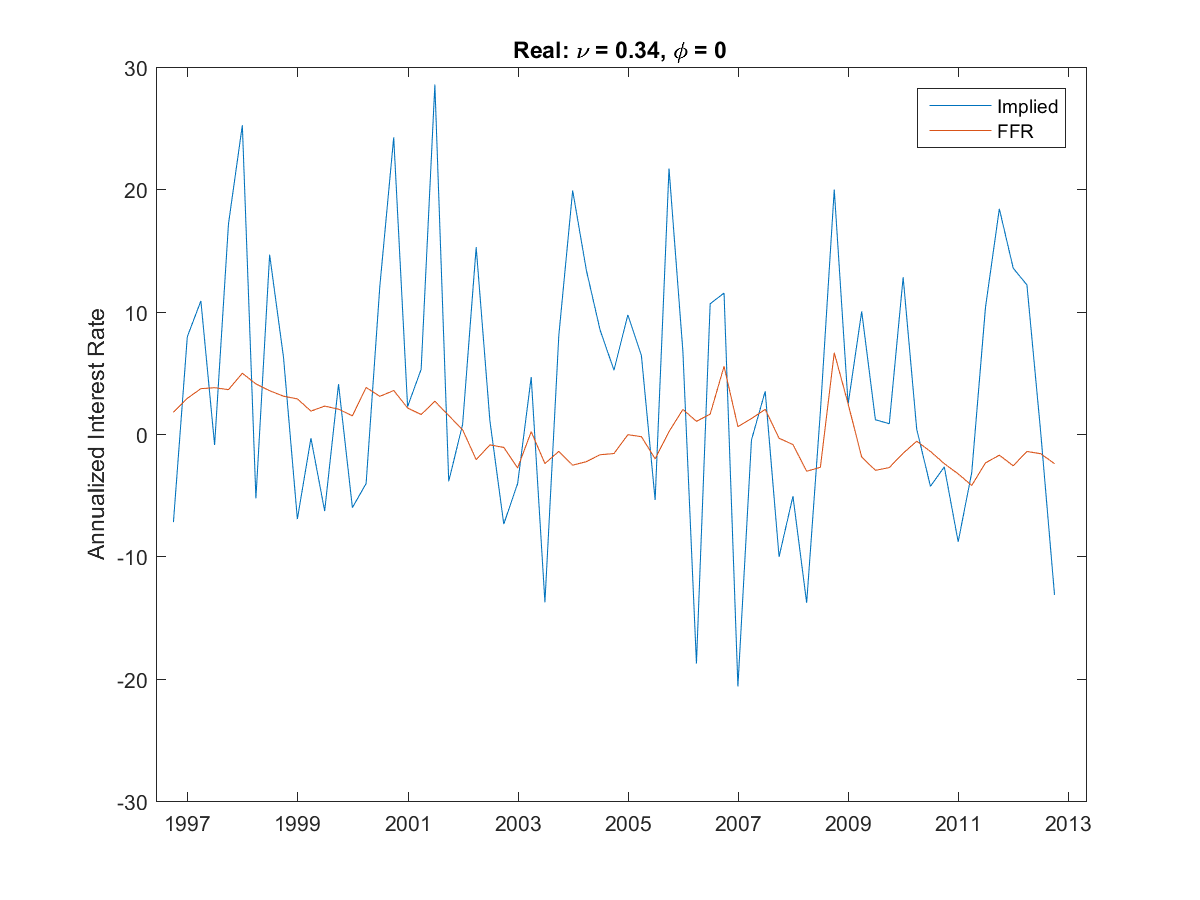 Real: ν = 0.34, ϕ = 0
Implied
FFR
Annualized Interest Rate
30
20
10
0
-10
-20
-30
1997 1999 2001 2003 2005 2007 2009 2011 2013